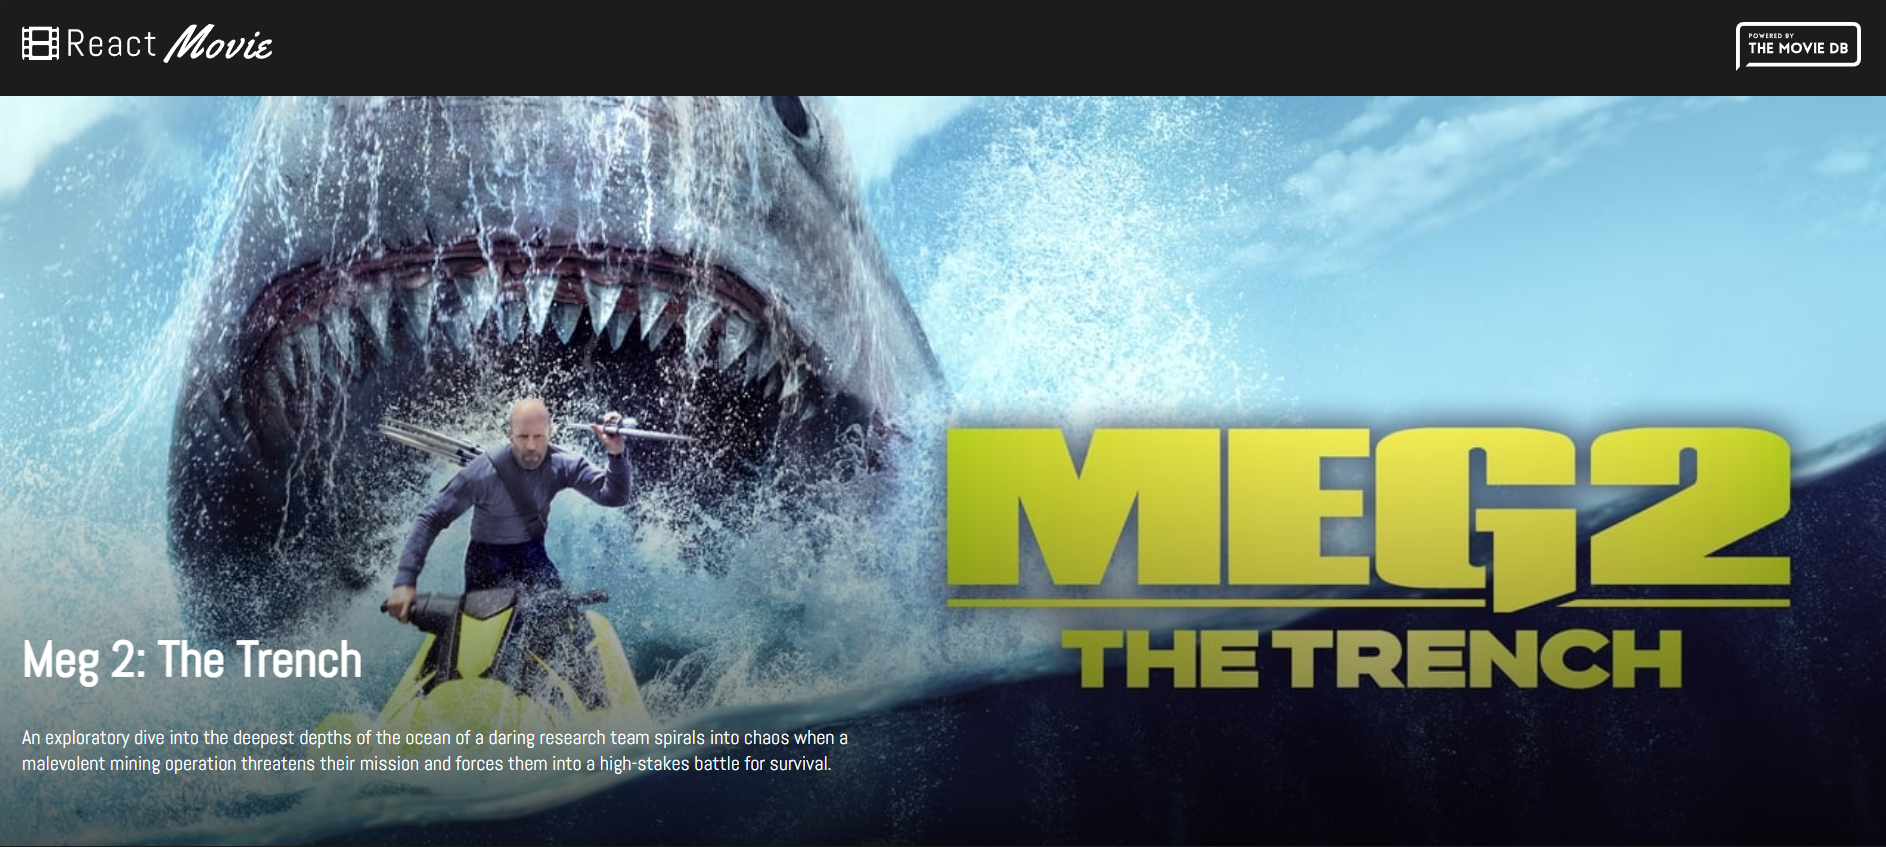 React Movie
POWERED BY
THE MOVIE DB
MEG2
THE TRENCH
Meg 2: The Trench
An exploratory dive into the deepest depths of the ocean of a daring research team spirals into chaos when a
malevolent mining operation threatens their mission and forces them into a high-stakes battle for survival.